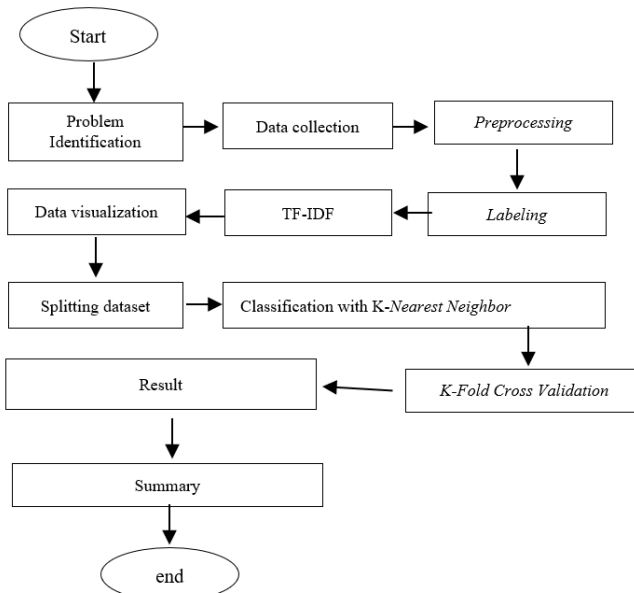 Start
Problem
Identification
Data collection
Preprocessing
Labeling
TF-IDF
Data visualization
Splitting dataset
Classification with K-Nearest Neighbor
K-Fold Cross Validation
Result
Summary
end